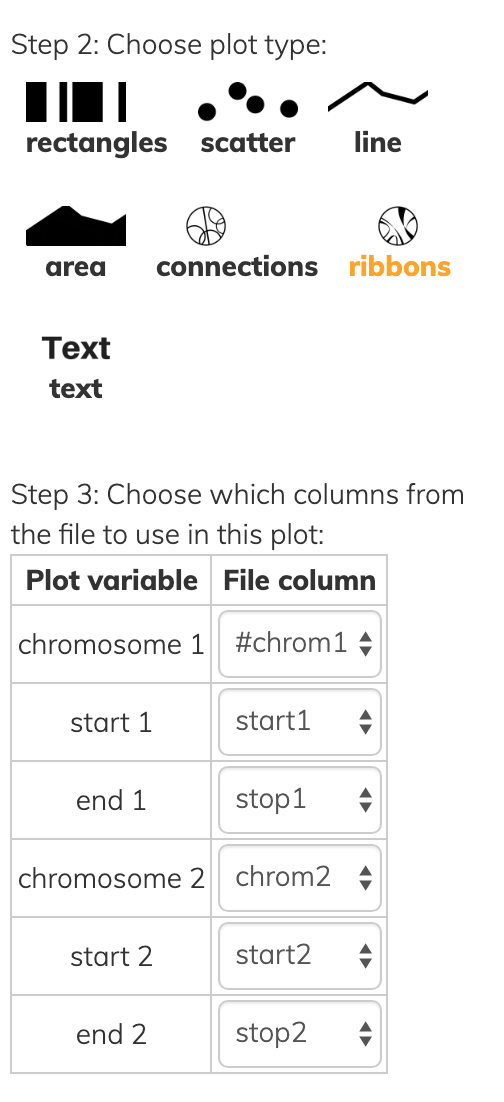 Step 2: Choose plot type:
rectangles scatter line
area connections ribbons
Text
text
Step 3: Choose which columns from
the file to use in this plot:
Plot variable File column
chromosome 1 #chrom1
start 1 start1
end 1 stop1
chromosome 2 chrom2
start 2 start2
end 2 stop2